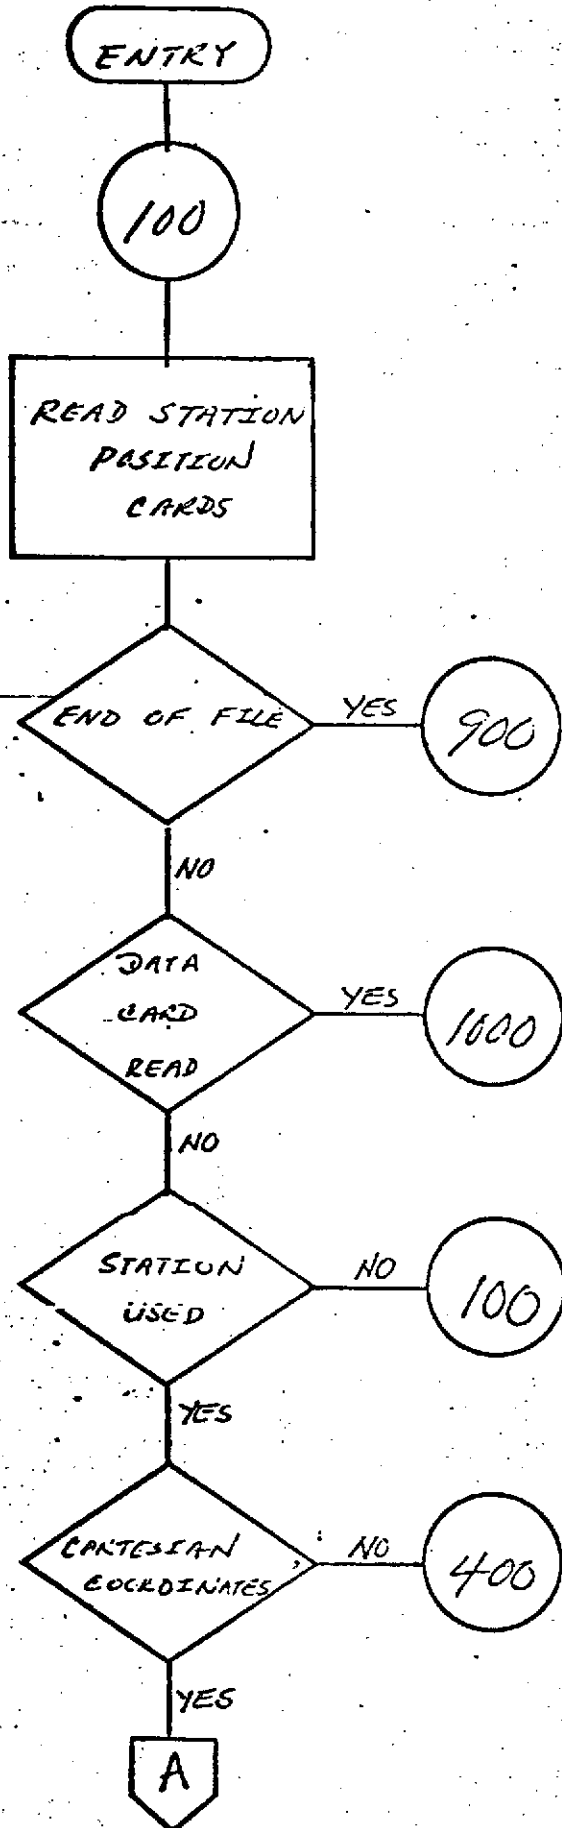 ENTRY
100
READ STATION
POSITION
CARDS
END OF FILE
YES
900
NO
DATA
CARD
READ
YES
1000
NO
STATION
USED
NO
100
YES
CARTESIAN
COORDINATES
NO
400
YES
A